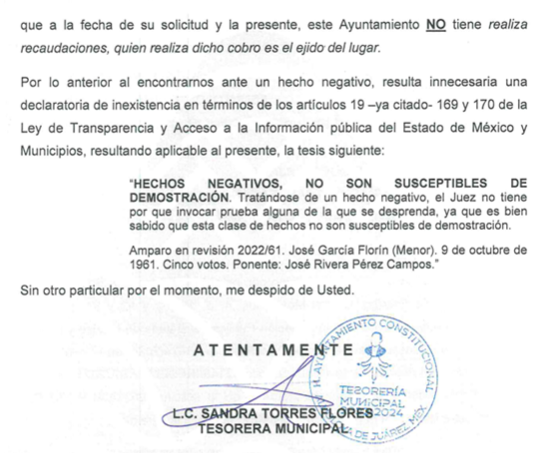 que a la fecha de su solicitud y la presente, este Ayuntamiento NO tiene realiza
recaudaciones, quien realiza dicho cobro es el ejido del lugar.
Por lo anterior al encontrarnos ante un hecho negativo, resulta innecesaria una
declaratoria de inexistencia en términos de los artículos 19 –ya citado- 169 y 170 de la
Ley de Transparencia y Acceso a la Información pública del Estado de México y
Municipios, resultando aplicable al presente, la tesis siguiente:
"HECHOS NEGATIVOS, NO SON SUSCEPTIBLES DE
DEMOSTRACIÓN. Tratándose de un hecho negativo, el Juez no tiene
por que invocar prueba alguna de la que se desprenda, ya que es bien
sabido que esta clase de hechos no son susceptibles de demostración.
Amparo en revisión 2022/61. José García Florín (Menor). 9 de octubre de
1961. Cinco votos. Ponente: José Rivera Pérez Campos."
Sin otro particular por el momento, me despido de Usted.
ATENTAMENTE
L.C. SANDRA TORRES FLORES
TESORERA MUNICIPAL
H. AYUNTAMIENTO CONSTITUCIONAL
TESORERÍA
MUNICIPAL
2024
DE JUÁREZ MÉX.